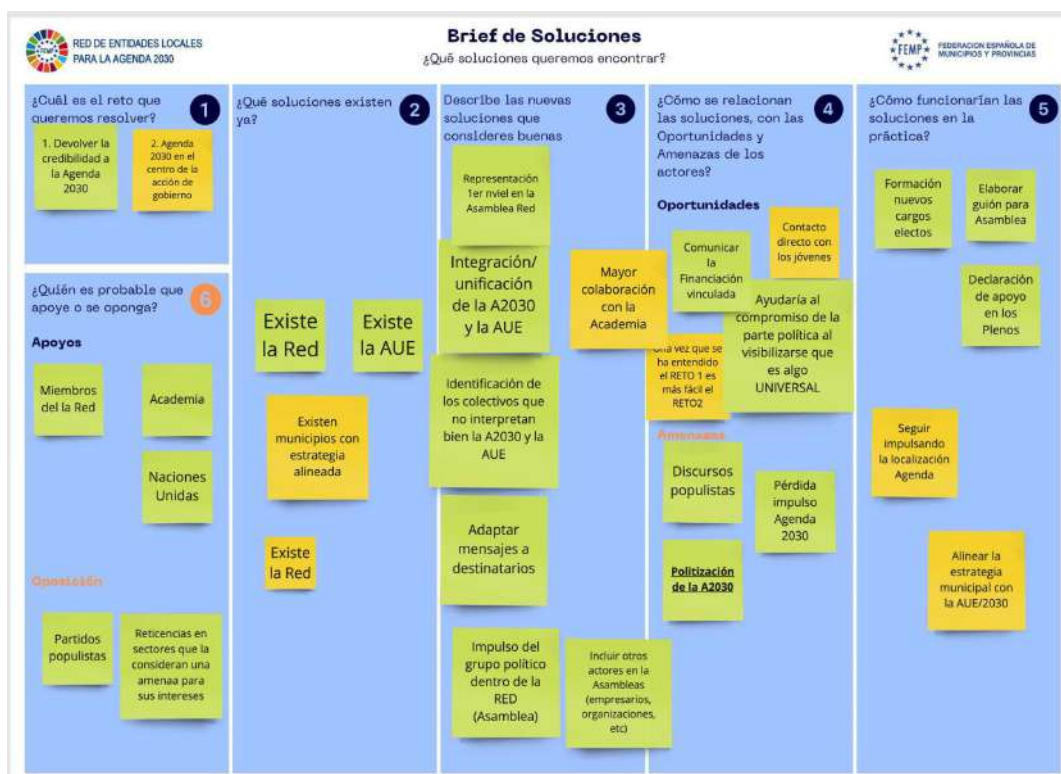 RED DE ENTIDADES LOCALES
PARA LA AGENDA 2030
Brief de Soluciones
¿Qué soluciones queremos encontrar?
FEMP
FEDERACION ESPAÑOLA DE
MUNICIPIOS Y PROVINCIAS
¿Cuál es el reto que
queremos resolver?
1
1. Devolver la
credibilidad a
la Agenda
2030
2. Agenda
2030 en el
centro de la
acción de
gobierno
¿Quién es probable que
apoye o se oponga?
6
Apoyos
Miembros
del la Red
Academia
Naciones
Unidas
Oposición
Partidos
populistas
Reticencias en
sectores que la
consideran una
amenaa para
sus intereses
¿Qué soluciones existen
ya?
2
Existe
la Red
Existe
la AUE
Existen
municipios con
estrategia
alineada
Existe
la Red
Describe las nuevas
soluciones que
consideres buenas
3
Representación
1er nviel en la
Asamblea Red
Integración/
unificación
de la A2030
y la AUE
Mayor
colaboración
con la
Academia
Identificación de
los colectivos que
no interpretan
bien la A2030 y la
AUE
Adaptar
mensajes a
destinatarios
Impulso del
grupo político
dentro de la
RED
(Asamblea)
Incluir otros
actores en la
Asambleas
(empresarios,
organizaciones,
etc)
¿Cómo se relacionan
las soluciones, con las
Oportunidades y
Amenazas de los
actores?
4
Oportunidades
Comunicar
la
Financiación
vinculada
Contacto
directo con
los jóvenes
Ayudaría al
compromiso de la
parte política al
visibilizarse que
es algo
UNIVERSAL
una vez que se
ha entendido
el RETO 1 es
más fácil el
RETO2
Amenazas
Discursos
populistas
Pérdida
impulso
Agenda
2030
Politización
de la A2030
¿Cómo funcionarían las
soluciones en la
práctica?
5
Formación
nuevos
cargos
electos
Elaborar
guión para
Asamblea
Declaración
de apoyo
en los
Plenos
Seguir
impulsando
la localización
Agenda
Alinear la
estrategia
municipal con
la AUE/2030